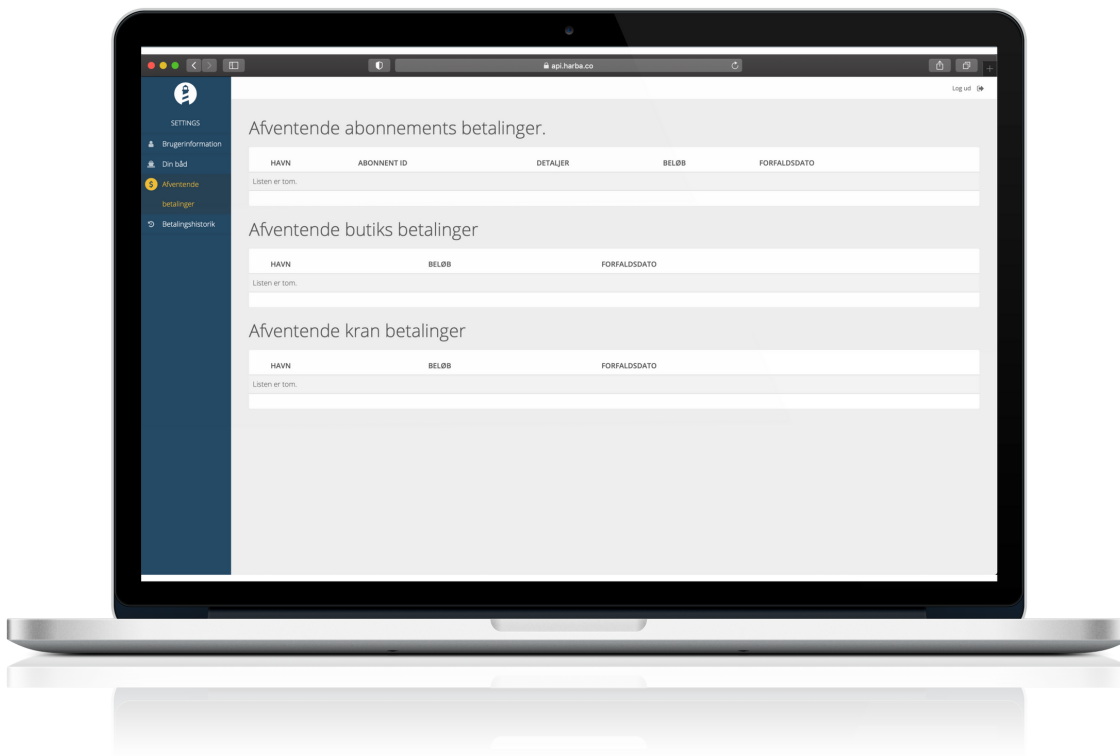 api.harba.co
Log ud
SETTINGS
Brugerinformation
Din båd
Afventende
betalinger
Betalingshistorik
Afventende abonnements betalinger.
HAVN ABONNENT ID DETALJER BELØB FORFALDSDATO
Listen er tom.
Afventende butiks betalinger
HAVN BELØB FORFALDSDATO
Listen er tom.
Afventende kran betalinger
HAVN BELØB FORFALDSDATO
Listen er tom.